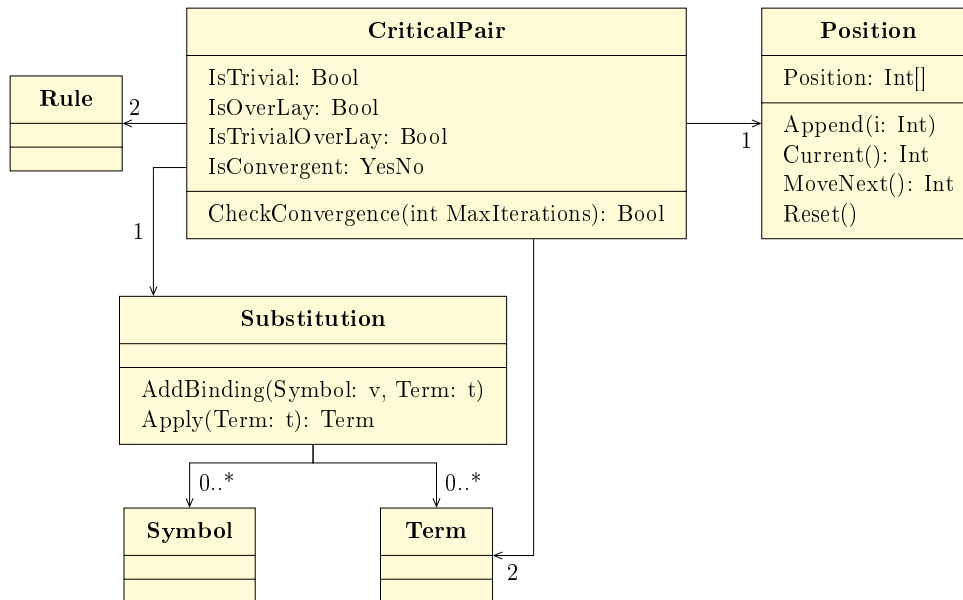 CriticalPair
IsTrivial: Bool
IsOverLay: Bool
IsTrivialOverLay: Bool
IsConvergent: YesNo
CheckConvergence(int MaxIterations): Bool
Position
Position: Int[]
Append(i: Int)
Current(): Int
MoveNext(): Int
Reset()
Rule
2
1
1
Substitution
AddBinding(Symbol: v, Term: t)
Apply(Term: t): Term
0..*
0..*
Symbol
Term
2